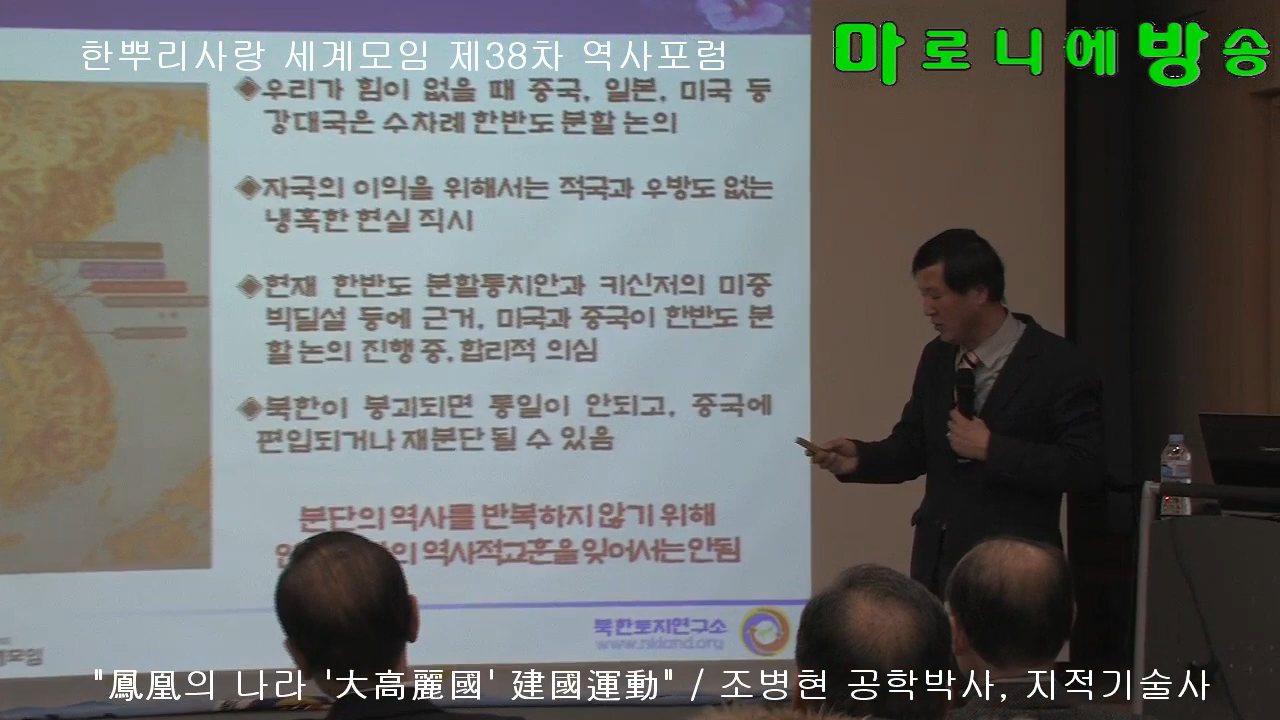 한뿌리사랑 세계모임 제38차 역사포럼
마로니에방송
◈우리가 힘이 없을 때 중국, 일본, 미국 등
강대국은 수차례 한반도 분할 논의
◈자국의 이익을 위해서는 적국과 우방도 없는
냉혹한 현실 직시
◈현재 한반도 분할통치안과 키신저의 미중
빅딜설 등에 근거, 미국과 중국이 한반도 분
할 논의 진행 중, 합리적 의심
◈북한이 붕괴되면 통일이 안되고, 중국에
편입되거나 재분단 될 수 있음
분단의 역사를 반복하지 않기 위해
역사적교훈을 잊어서는 안됨
북한토지연구소
www.nkland.org
"鳳凰의 나라 '大高麗國' 建國運動" / 조병현 공학박사, 지적기술사